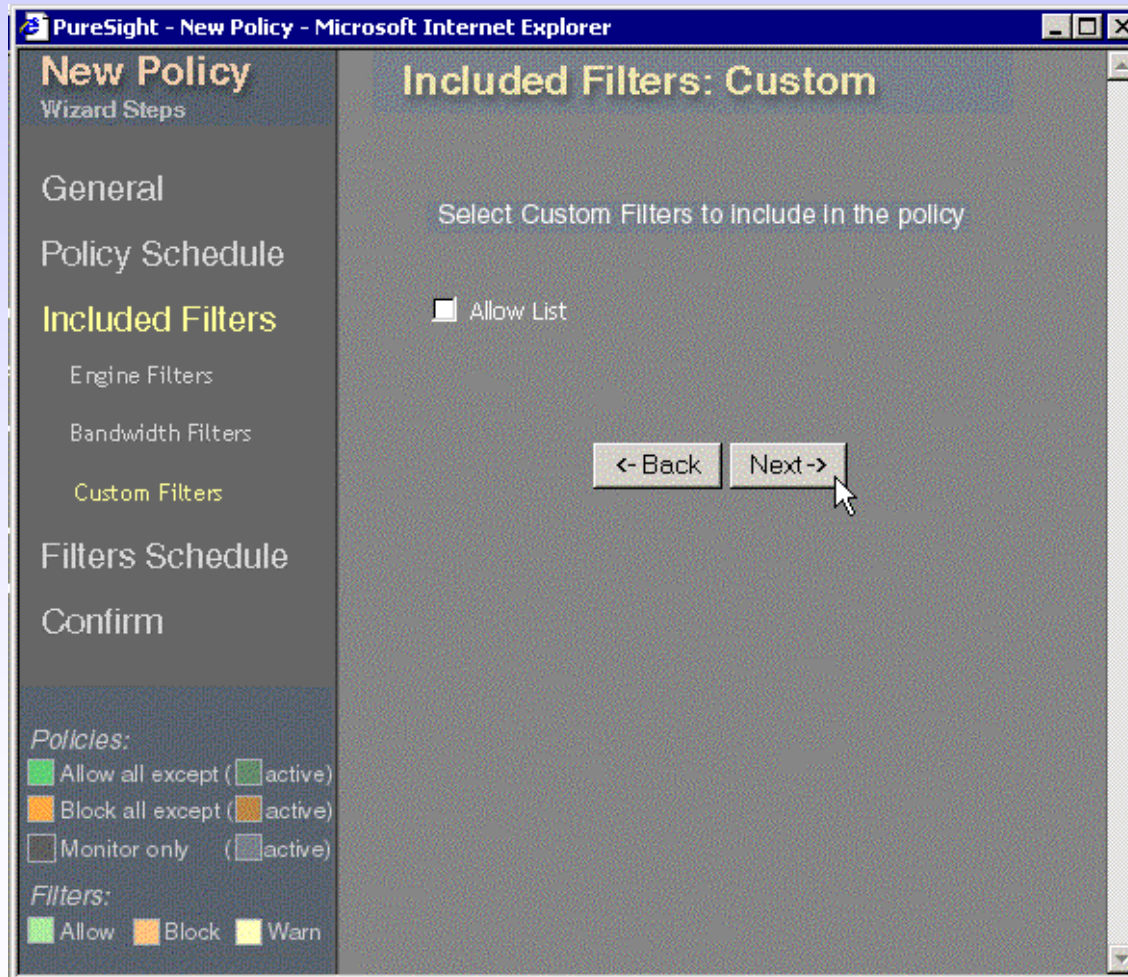 PureSight - New Policy - Microsoft Internet Explorer
New Policy
Wizard Steps
General
Policy Schedule
Included Filters
Engine Filters
Bandwidth Filters
Custom Filters
Filters Schedule
Confirm
Policies:
Allow all except ( active)
Block all except ( active)
Monitor only ( active)
Filters:
Allow Block Warn
Included Filters: Custom
Select Custom Filters to include in the policy
Allow List
<- Back Next ->